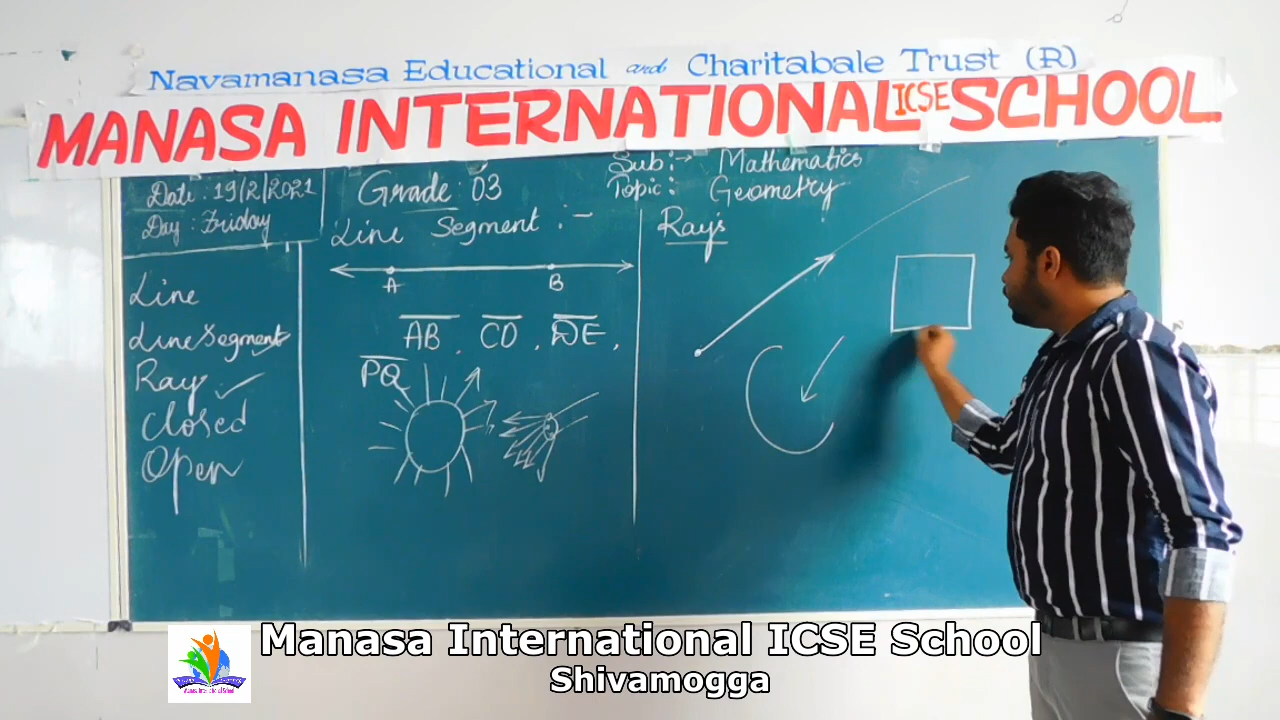 Navamanasa Educational and Charitabale Trust (R)
MANASA INTERNATIONAL ICSE SCHOOL.
Date : 19/2/2021
Day : Friday
Grade : 03
Sub :→ Mathematics
Topic : Geometry
Line
Line Segment
Ray ✓
Closed
Open
Line Segment :-
A B
AB , CD , DE ,
PQ
Ray's
Manasa International ICSE School
Shivamogga